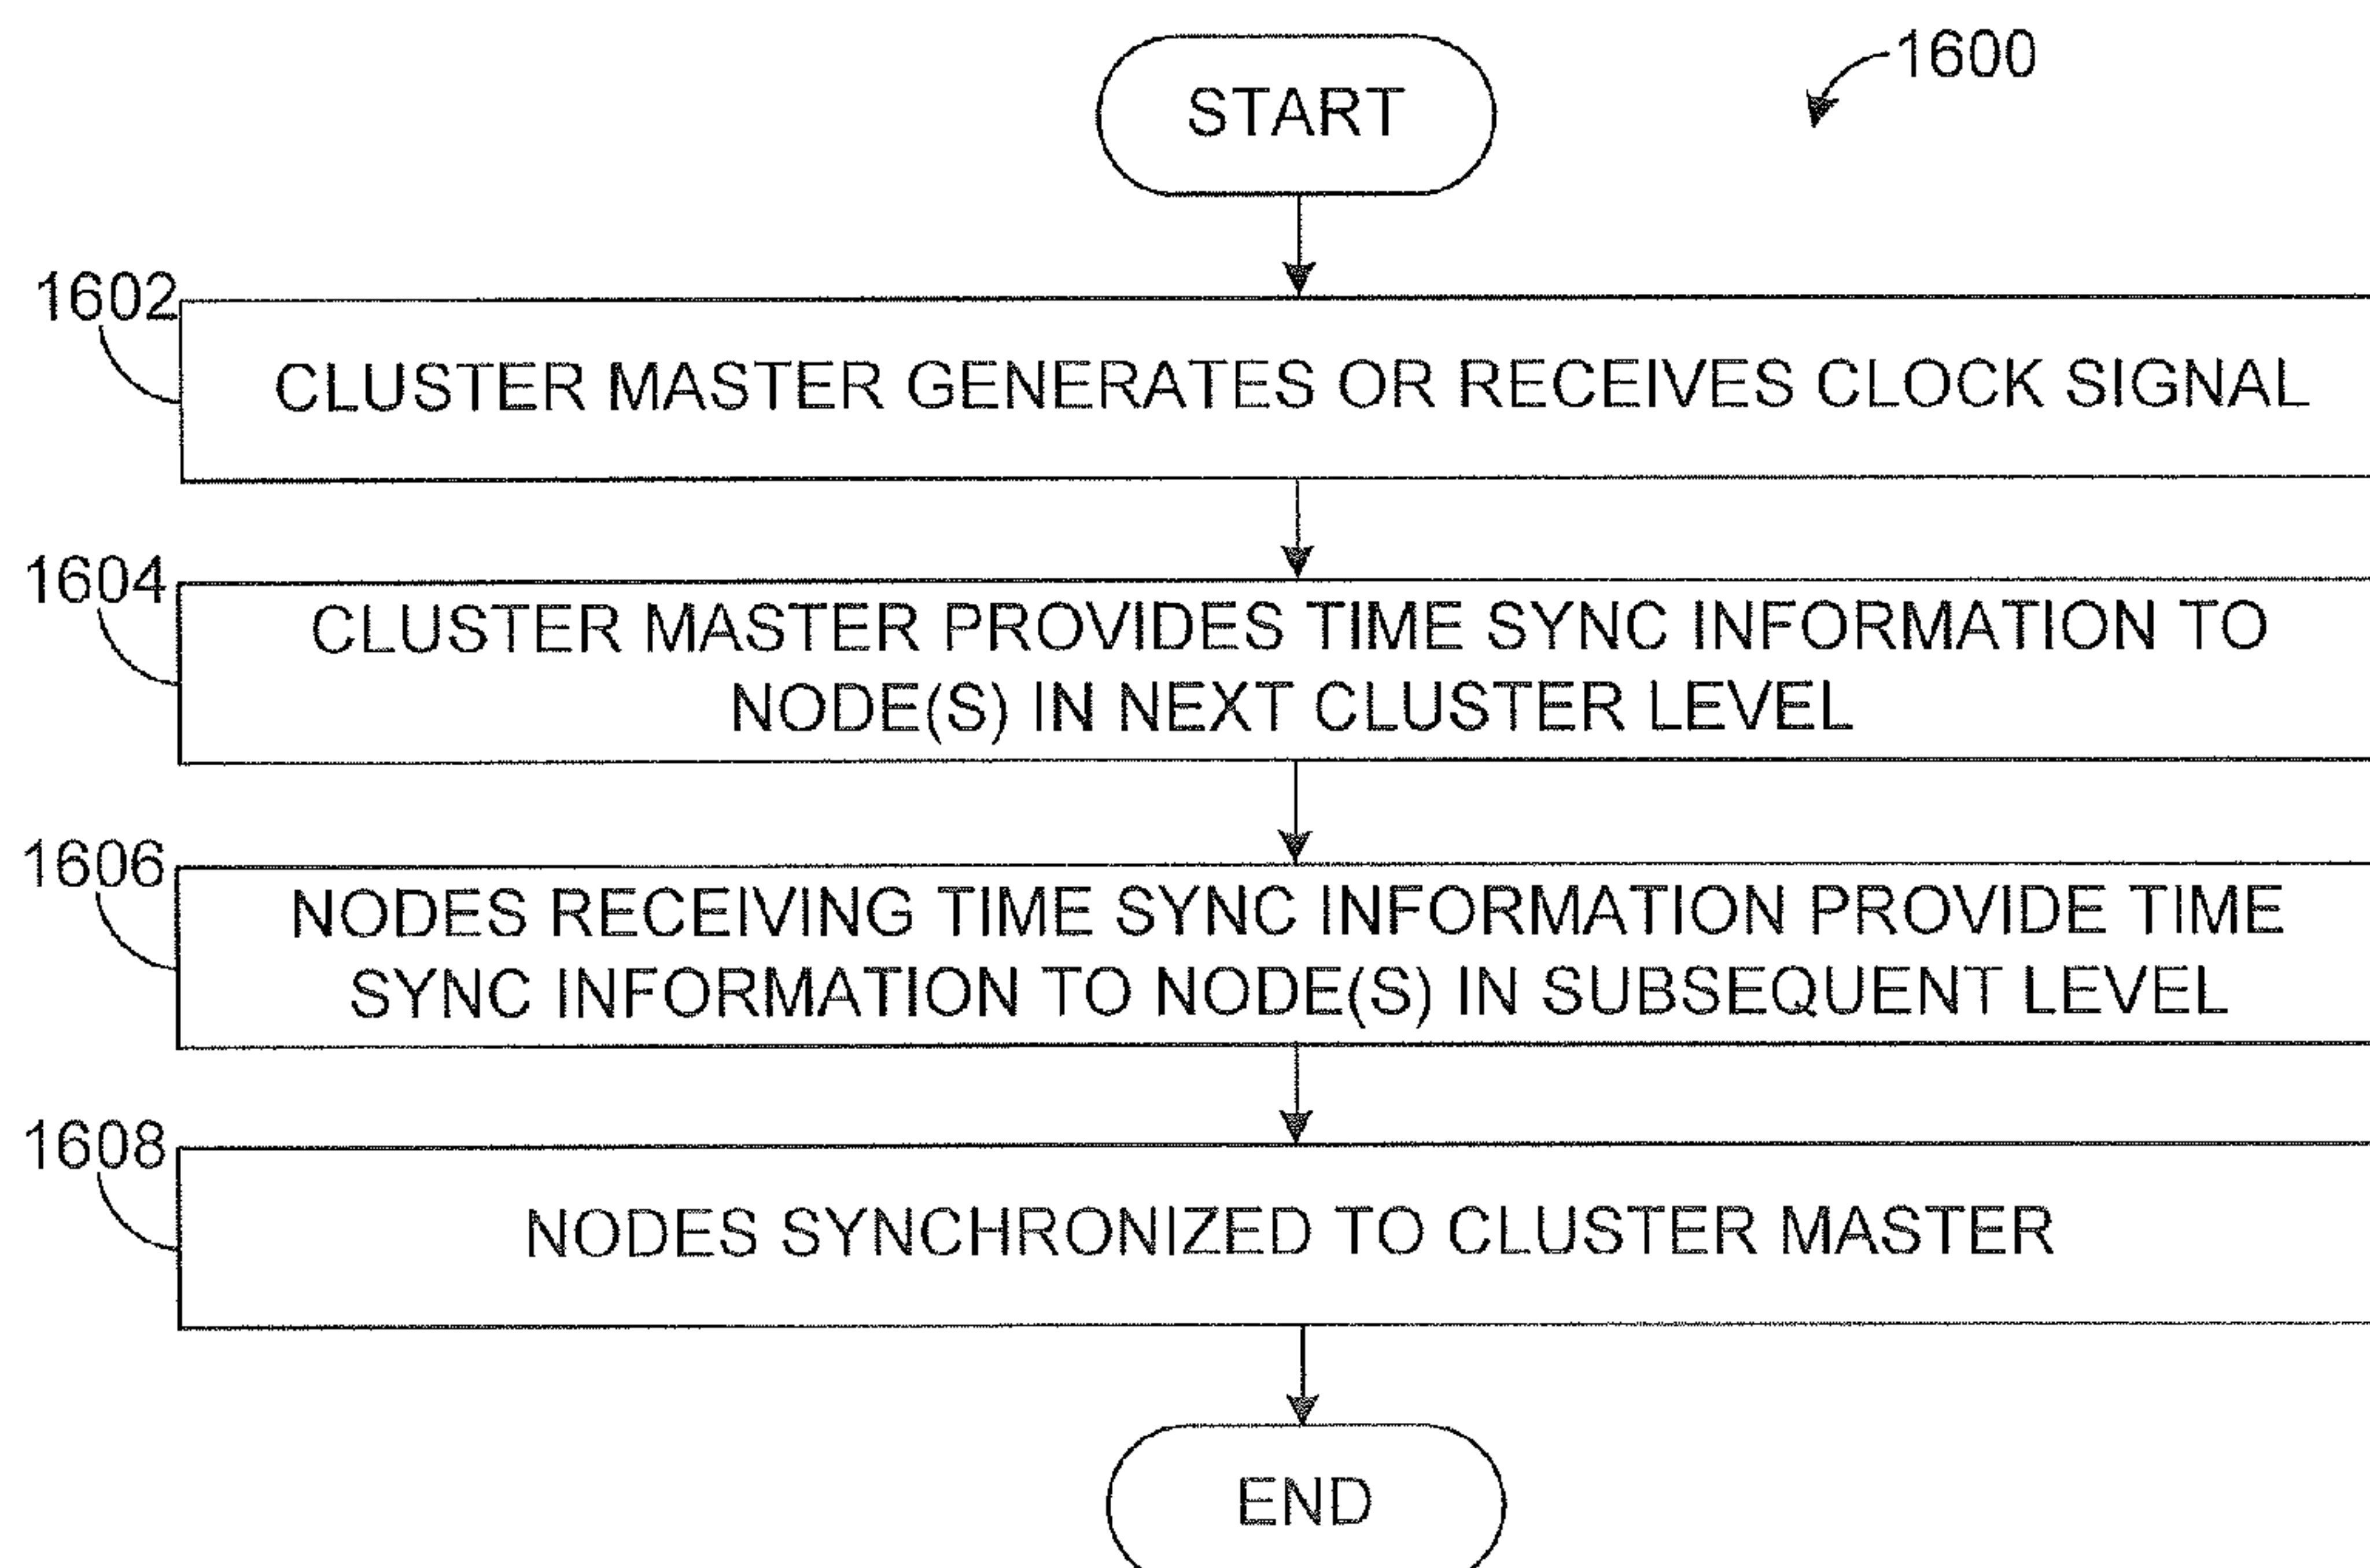 START
1600
1602
CLUSTER MASTER GENERATES OR RECEIVES CLOCK SIGNAL
1604
CLUSTER MASTER PROVIDES TIME SYNC INFORMATION TO
NODE(S) IN NEXT CLUSTER LEVEL
1606
NODES RECEIVING TIME SYNC INFORMATION PROVIDE TIME
SYNC INFORMATION TO NODE(S) IN SUBSEQUENT LEVEL
1608
NODES SYNCHRONIZED TO CLUSTER MASTER
END